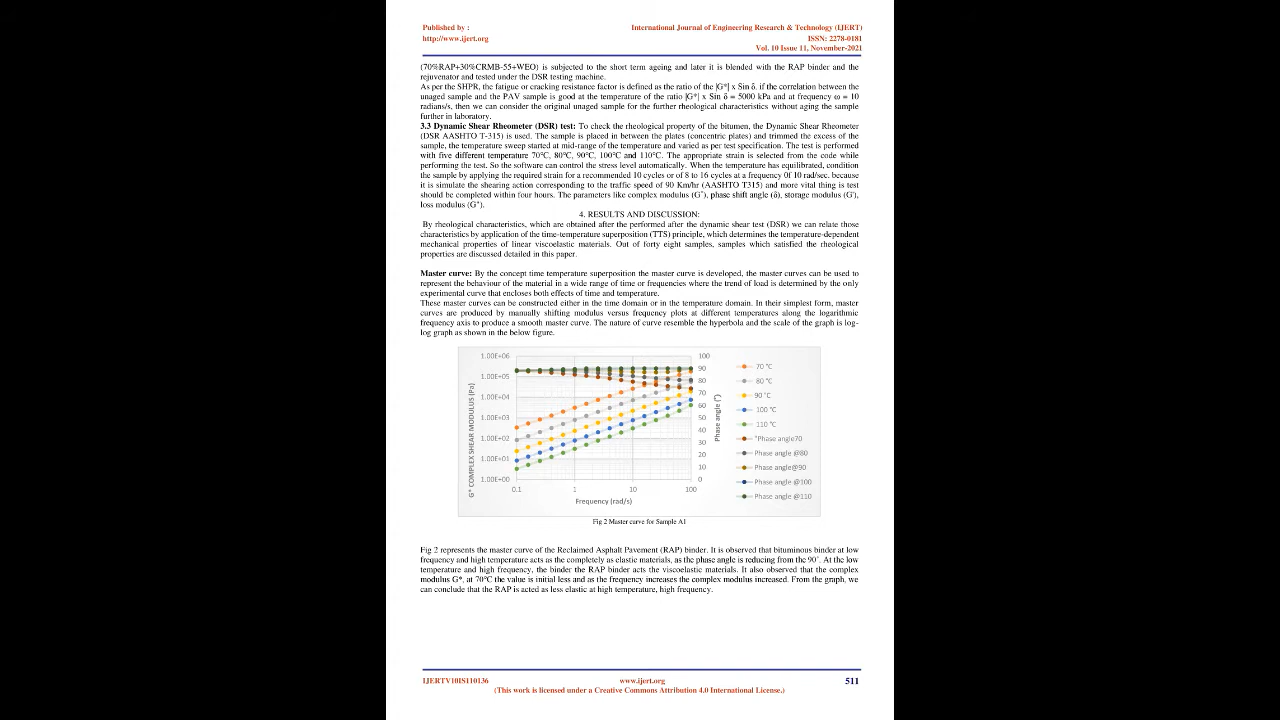 Published by :
International Journal of Engineering Research & Technology (IJERT)
http://www.ijert.org
ISSN: 2278-0181
Vol. 10 Issue 11, November-2021
(70%RAP+30%CRMB-55+WEO) is subjected to the short term ageing and later it is blended with the RAP binder and the
rejuvenator and tested under the DSR testing machine.
As per the SHPR, the fatigue or cracking resistance factor is defined as the ratio of the |G*| x Sin δ. if the correlation between the
unaged sample and the PAV sample is good at the temperature of the ratio |G*| x Sin δ = 5000 kPa and at frequency ω = 10
radians/s, then we can consider the original unaged sample for the further rheological characteristics without aging the sample
further in laboratory.
3.3 Dynamic Shear Rheometer (DSR) test: To check the rheological property of the bitumen, the Dynamic Shear Rheometer
(DSR AASHTO T-315) is used. The sample is placed in between the plates (concentric plates) and trimmed the excess of the
sample, the temperature sweep started at mid-range of the temperature and varied as per test specification. The test is performed
with five different temperature 70℃, 80℃, 90℃, 100℃ and 110℃. The appropriate strain is selected from the code while
performing the test. So the software can control the stress level automatically. When the temperature has equilibrated, condition
the sample by applying the required strain for a recommended 10 cycles or of 8 to 16 cycles at a frequency 0f 10 rad/sec. because
it is simulate the shearing action corresponding to the traffic speed of 90 Km/hr (AASHTO T315) and more vital thing is test
should be completed within four hours. The parameters like complex modulus (G*), phase shift angle (δ), storage modulus (G'),
loss modulus (G").
4. RESULTS AND DISCUSSION:
By rheological characteristics, which are obtained after the performed after the dynamic shear test (DSR) we can relate those
characteristics by application of the time-temperature superposition (TTS) principle, which determines the temperature-dependent
mechanical properties of linear viscoelastic materials. Out of forty eight samples, samples which satisfied the rheological
properties are discussed detailed in this paper.
Master curve: By the concept time temperature superposition the master curve is developed, the master curves can be used to
represent the behaviour of the material in a wide range of time or frequencies where the trend of load is determined by the only
experimental curve that encloses both effects of time and temperature.
These master curves can be constructed either in the time domain or in the temperature domain. In their simplest form, master
curves are produced by manually shifting modulus versus frequency plots at different temperatures along the logarithmic
frequency axis to produce a smooth master curve. The nature of curve resemble the hyperbola and the scale of the graph is log-
log graph as shown in the below figure.
G* COMPLEX SHEAR MODULUS (Pa)
1.00E+06
1.00E+05
1.00E+04
1.00E+03
1.00E+02
1.00E+01
1.00E+00
0.1 1 10 100
Frequency (rad/s)
100
90
80
70
60
50
40
30
20
10
0
Phase angle (˚)
70 ℃
80 ℃
90 ℃
100 ℃
110 ℃
"Phase angle70
Phase angle @80
Phase angle@90
Phase angle @100
Phase angle @110
Fig 2 Master curve for Sample A1
Fig 2 represents the master curve of the Reclaimed Asphalt Pavement (RAP) binder. It is observed that bituminous binder at low
frequency and high temperature acts as the completely as elastic materials, as the phase angle is reducing from the 90˚. At the low
temperature and high frequency, the binder the RAP binder acts the viscoelastic materials. It also observed that the complex
modulus G*, at 70℃ the value is initial less and as the frequency increases the complex modulus increased. From the graph, we
can conclude that the RAP is acted as less elastic at high temperature, high frequency.
IJERTV10IS110136
www.ijert.org
511
(This work is licensed under a Creative Commons Attribution 4.0 International License.)